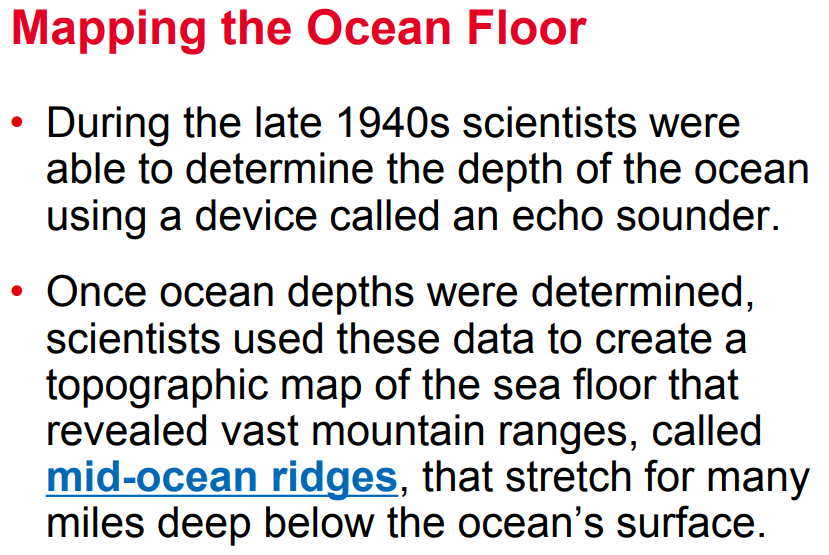 Mapping the Ocean Floor
• During the late 1940s scientists were
able to determine the depth of the ocean
using a device called an echo sounder.
• Once ocean depths were determined,
scientists used these data to create a
topographic map of the sea floor that
revealed vast mountain ranges, called
mid-ocean ridges, that stretch for many
miles deep below the ocean’s surface.